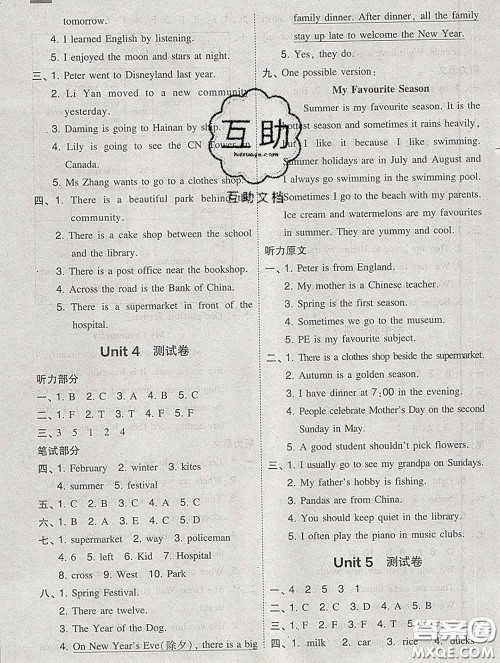 tomorrow.
4. I learned English by listening.
5. I enjoyed the moon and stars at night.
三、1. Peter went to Disneyland last year.
2. Li Yan moved to a new community
yesterday.
3. Daming is going to Hainan by ship.
4. Lily is going to see the CN Tower in
Canada.
5. Ms Zhang wants to go to a clothes shop.
四、1. There is a beautiful park behind the
community.
2. There is a cake shop between the school
and the library.
3. There is a post office near the bookshop.
4. Across the road is the Bank of China.
5. There is a supermarket in front of the
hospital.
Unit 4 测试卷
听力部分
一、1. B 2. C 3. A 4. B 5. C
二、1. F 2. T 3. T 4. F 5. F
三、3 5 1 2 4
笔试部分
四、1. February 2. winter 3. kites
4. summer 5. festival
五、1. C 2. B 3. A 4. C 5. A
六、1. B 2. A 3. C 4. B 5. C
七、1. supermarket 2. way 3. policeman
4. 56 5. left 6. Kid 7. Hospital
8. cross 9. West 10. Park
八、1. Spring Festival.
2. There are twelve.
3. The Year of the Dog.
4. On New Year's Eve(除夕), there is a big
family dinner. After dinner, all the family
stay up late to welcome the New Year.
5. Yes, they do.
九、One possible version:
My Favourite Season
Summer is my favourite season. It is the
hottest season and sometimes it rains heavily,
but I like it because I like swimming.
Summer holidays are in July and August and
I always go swimming in the swimming pool.
Sometimes I go to the beach with my parents.
Ice cream and watermelons are my favourites
in summer. They are yummy and cool.
听力原文
一、1. Peter is from England.
2. My mother is a Chinese teacher.
3. Spring is the first season.
4. Sometimes we go to the museum.
5. PE is my favourite subject.
二、1. There is a clothes shop beside the supermarket.
2. Autumn is a golden season.
3. I have dinner at 7:00 in the evening.
4. People celebrate Mother's Day on the second
Sunday in May.
5. A good student shouldn't pick flowers.
三、1. I usually go to see my grandpa on Sundays.
2. My father's hobby is fishing.
3. Pandas are from China.
4. You should keep quiet in the library.
5. I often play the piano in music clubs.
Unit 5 测试卷
一、4 2 5 3 1
二、1. T 2. F 3. T 4. T
三、1. A 2. C 3. B
四、1. milk 2. car 3. rice 4. ducks
互助
互助文档
答案圈
MXQE.COM